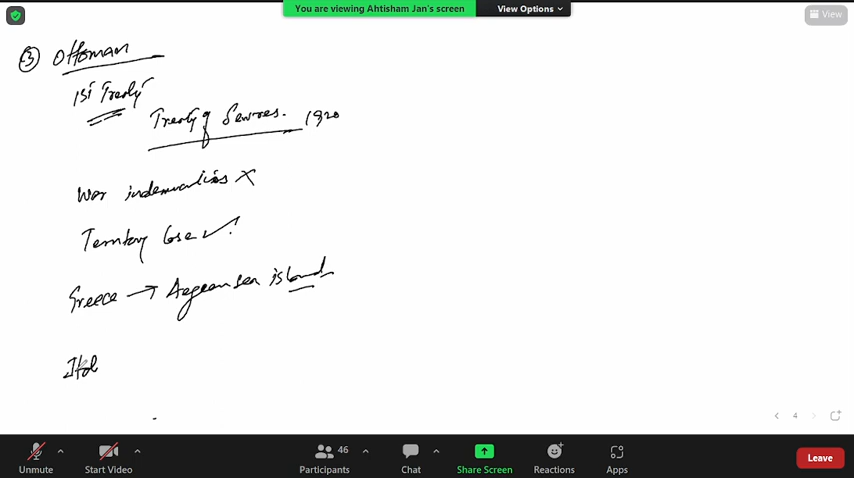 You are viewing Ahtisham Jan's screen View Options
View
③ Ottoman
1st Treaty
Treaty of Sevres. 1920
War indemnities ×
Territory lose ✓
Greece → Aegean sea island
Ital
4
Unmute
Start Video
46
Participants
Chat
Share Screen
Reactions
Apps
Leave